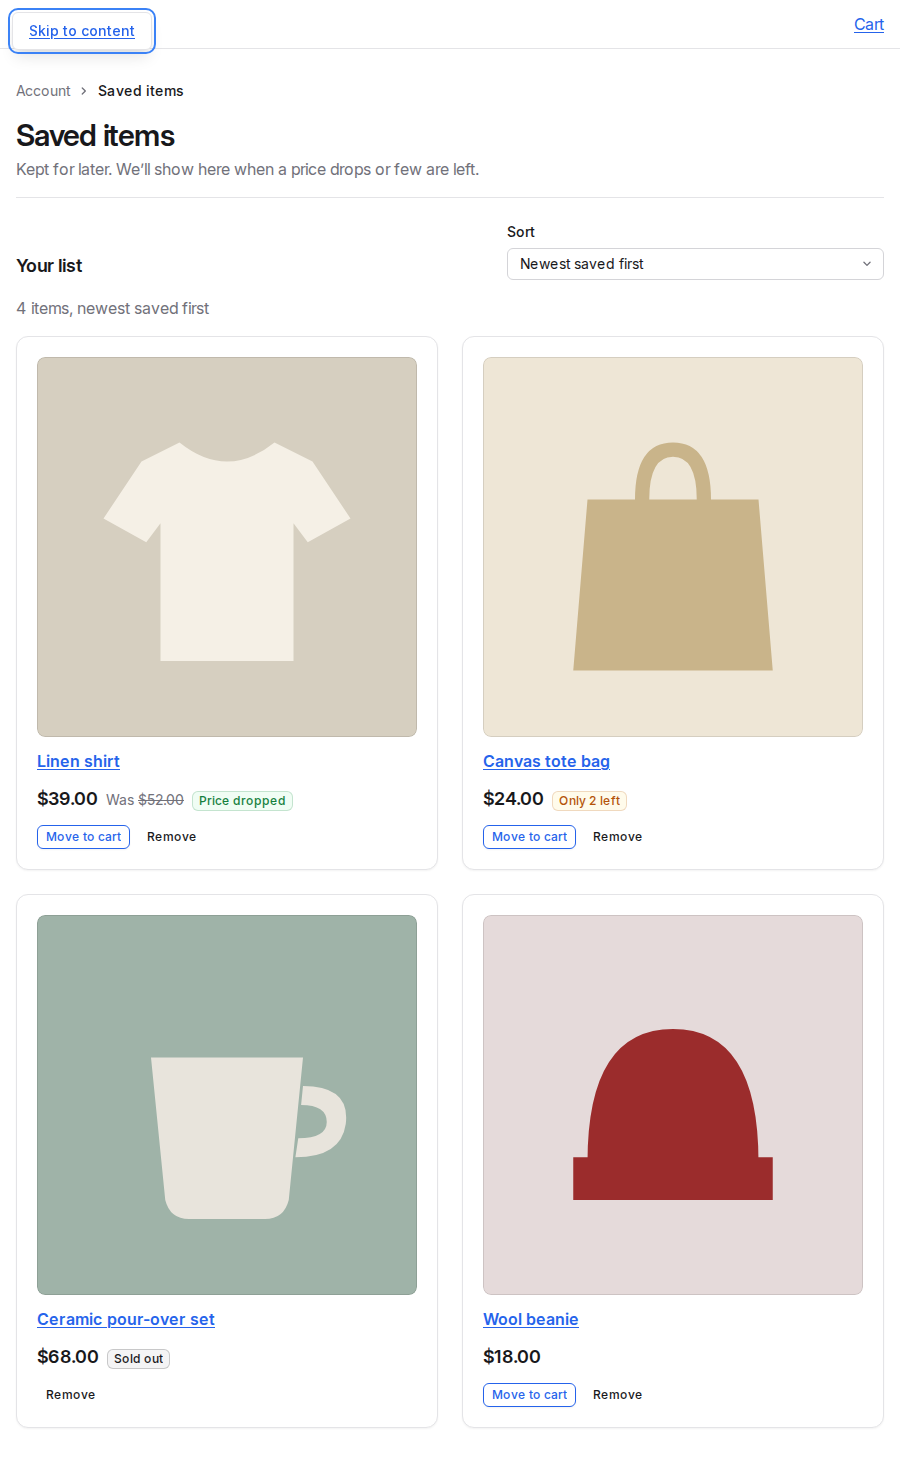 Skip to content
Cart
Account > Saved items
Saved items
Kept for later. We’ll show here when a price drops or few are left.
Sort
Your list
Newest saved first
4 items, newest saved first
Linen shirt
$39.00 Was $52.00 Price dropped
Move to cart Remove
Canvas tote bag
$24.00 Only 2 left
Move to cart Remove
Ceramic pour-over set
$68.00 Sold out
Remove
Wool beanie
$18.00
Move to cart Remove